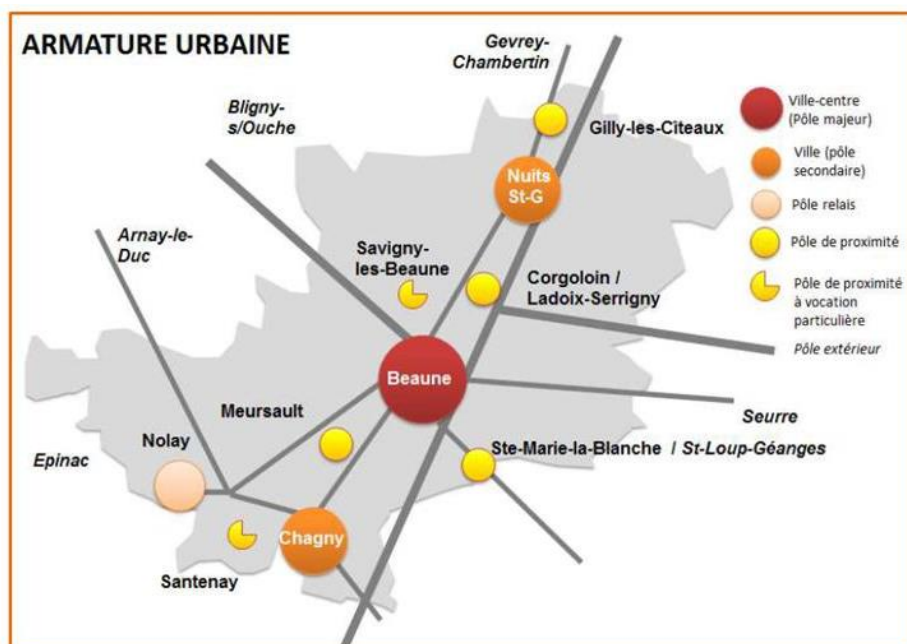 ARMATURE URBAINE
Gevrey-
Chambertin
Bligny-
s/Ouche
Gilly-les-Cîteaux
Nuits
St-G
Arnay-le-
Duc
Savigny-
les-Beaune
Corgoloin /
Ladoix-Serrigny
Beaune
Meursault
Seurre
Nolay
Epinac
Ste-Marie-la-Blanche / St-Loup-Géanges
Chagny
Santenay
Ville-centre
(Pôle majeur)
Ville (pôle
secondaire)
Pôle relais
Pôle de proximité
Pôle de proximité
à vocation
particulière
Pôle extérieur